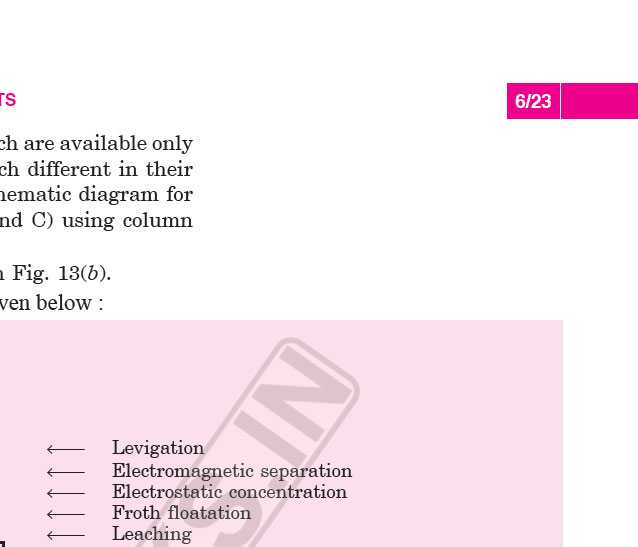 TS
6/23
ch are available only
ch different in their
hematic diagram for
nd C) using column
n Fig. 13(b).
ven below :
S.IN
⟵ Levigation
⟵ Electromagnetic separation
⟵ Electrostatic concentration
⟵ Froth floatation
⟵ Leaching